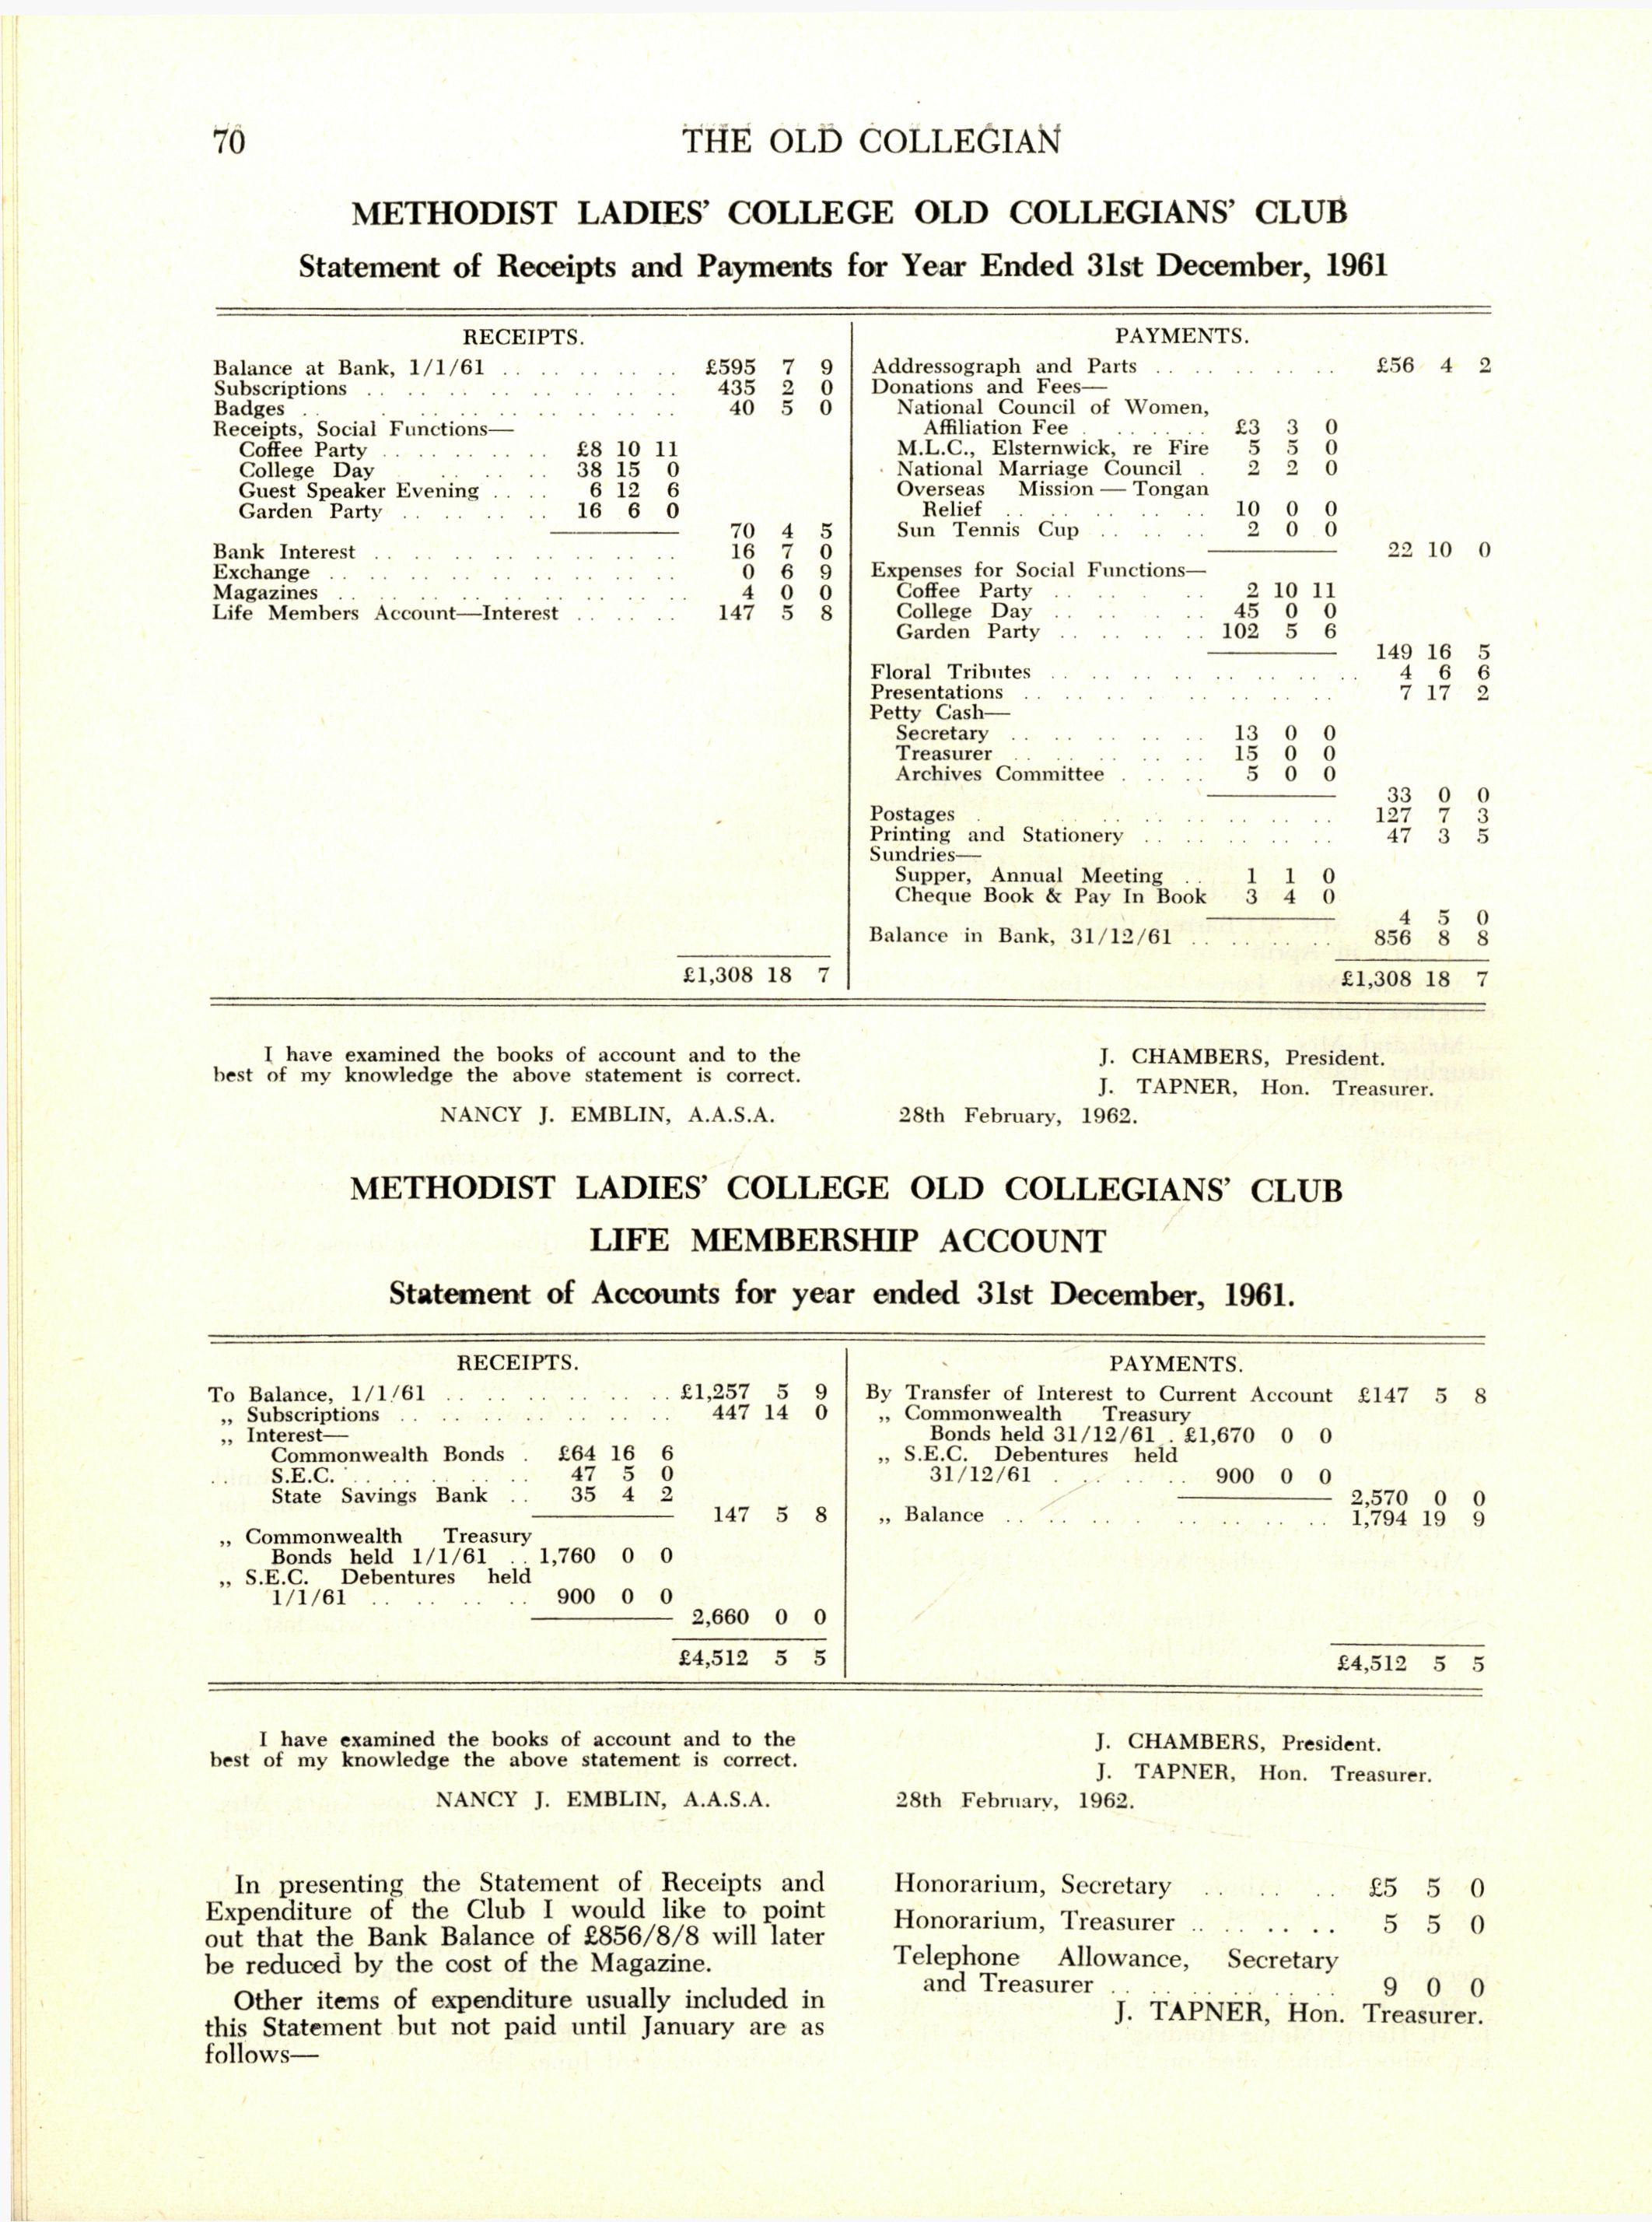 70
THE OLD COLLEGIAN
METHODIST LADIES' COLLEGE OLD COLLEGIANS' CLUB
Statement of Receipts and Payments for Year Ended 31st December, 1961
RECEIPTS.
Balance at Bank, 1/1/61 . . . . . . . . £595 7 9
Subscriptions . . . . . . . . . . . . 435 2 0
Badges . . . . . . . . . . . . 40 5 0
Receipts, Social Functions—
Coffee Party . . . . . . . £8 10 11
College Day . . . . 38 15 0
Guest Speaker Evening . . . . 6 12 6
Garden Party . . . . . . 16 6 0
70 4 5
Bank Interest . . . . . . . . . . . 16 7 0
Exchange . . . . . . . . . . . . 0 6 9
Magazines . . . . . . . . . . . . 4 0 0
Life Members Account—Interest . . . . . 147 5 8
£1,308 18 7
PAYMENTS.
Addressograph and Parts . . . . . . . £56 4 2
Donations and Fees—
National Council of Women,
Affiliation Fee . . . . . . £3 3 0
M.L.C., Elsternwick, re Fire 5 5 0
National Marriage Council . 2 2 0
Overseas Mission — Tongan
Relief . . . . . . . . 10 0 0
Sun Tennis Cup . . . . . 2 0 0
22 10 0
Expenses for Social Functions—
Coffee Party . . . . . . 2 10 11
College Day . . . . . . 45 0 0
Garden Party . . . . . . 102 5 6
149 16 5
Floral Tributes . . . . . . . . . . . 4 6 6
Presentations . . . . . . . . . . . 7 17 2
Petty Cash—
Secretary . . . . . . . . 13 0 0
Treasurer . . . . . . . 15 0 0
Archives Committee . . . . 5 0 0
33 0 0
Postages . . . . . . . . 127 7 3
Printing and Stationery . . . . . . . 47 3 5
Sundries—
Supper, Annual Meeting . . 1 1 0
Cheque Book & Pay In Book 3 4 0
4 5 0
Balance in Bank, 31/12/61 . . . . . . 856 8 8
£1,308 18 7
I have examined the books of account and to the
best of my knowledge the above statement is correct.
NANCY J. EMBLIN, A.A.S.A.
J. CHAMBERS, President.
J. TAPNER, Hon. Treasurer.
28th February, 1962.
METHODIST LADIES' COLLEGE OLD COLLEGIANS' CLUB
LIFE MEMBERSHIP ACCOUNT
Statement of Accounts for year ended 31st December, 1961.
RECEIPTS.
To Balance, 1/1/61 . . . . . . . . . £1,257 5 9
„ Subscriptions . . . . . . . . . . 447 14 0
„ Interest—
Commonwealth Bonds . £64 16 6
S.E.C. . . . . . . . 47 5 0
State Savings Bank . . 35 4 2
147 5 8
„ Commonwealth Treasury
Bonds held 1/1/61 . . 1,760 0 0
„ S.E.C. Debentures held
1/1/61 . . . . . . 900 0 0
2,660 0 0
£4,512 5 5
PAYMENTS.
By Transfer of Interest to Current Account £147 5 8
„ Commonwealth Treasury
Bonds held 31/12/61 . £1,670 0 0
„ S.E.C. Debentures held
31/12/61 . . . . . 900 0 0
2,570 0 0
„ Balance . . . . . . . . . . . 1,794 19 9
£4,512 5 5
I have examined the books of account and to the
best of my knowledge the above statement is correct.
NANCY J. EMBLIN, A.A.S.A.
J. CHAMBERS, President.
J. TAPNER, Hon. Treasurer.
28th February, 1962.
In presenting the Statement of Receipts and
Expenditure of the Club I would like to point
out that the Bank Balance of £856/8/8 will later
be reduced by the cost of the Magazine.
Other items of expenditure usually included in
this Statement but not paid until January are as
follows—
Honorarium, Secretary . . . . . £5 5 0
Honorarium, Treasurer . . . . . . 5 5 0
Telephone Allowance, Secretary
and Treasurer . . . . . . . . 9 0 0
J. TAPNER, Hon. Treasurer.